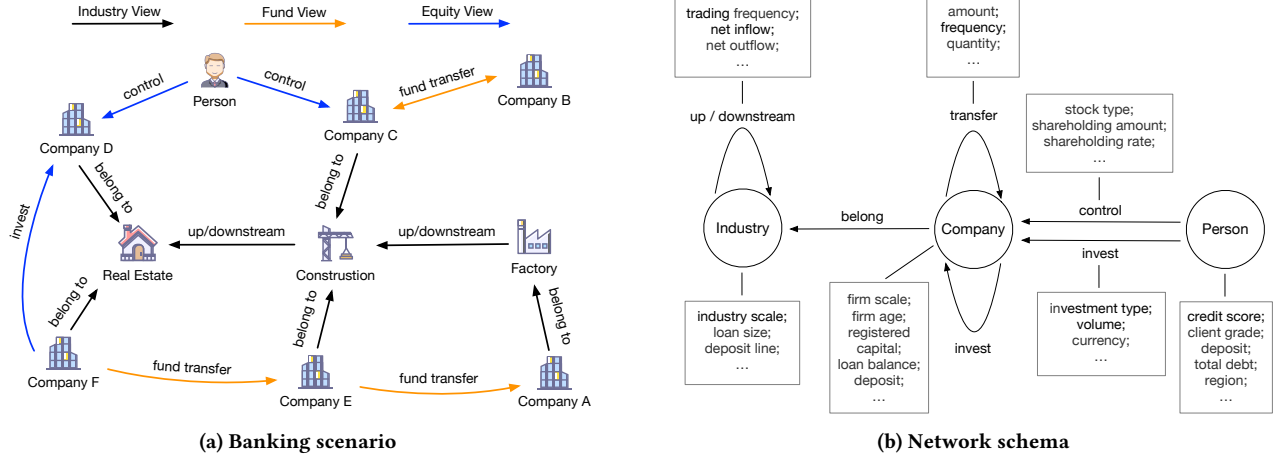 Industry View
Fund View
Equity View
Person
control
control
fund transfer
Company B
Company C
Company D
belong to
belong to
invest
up/downstream
up/downstream
Real Estate
Construstion
Factory
belong to
belong to
belong to
Company F
fund transfer
Company E
fund transfer
Company A
(a) Banking scenario
trading frequency;
net inflow;
net outflow;
...
amount;
frequency;
quantity;
...
up / downstream
transfer
stock type;
shareholding amount;
shareholding rate;
...
Industry
belong
Company
control
invest
Person
industry scale;
loan size;
deposit line;
...
firm scale;
firm age;
registered
capital;
loan balance;
deposit;
...
invest
investment type;
volume;
currency;
...
credit score;
client grade;
deposit;
total debt;
region;
...
(b) Network schema